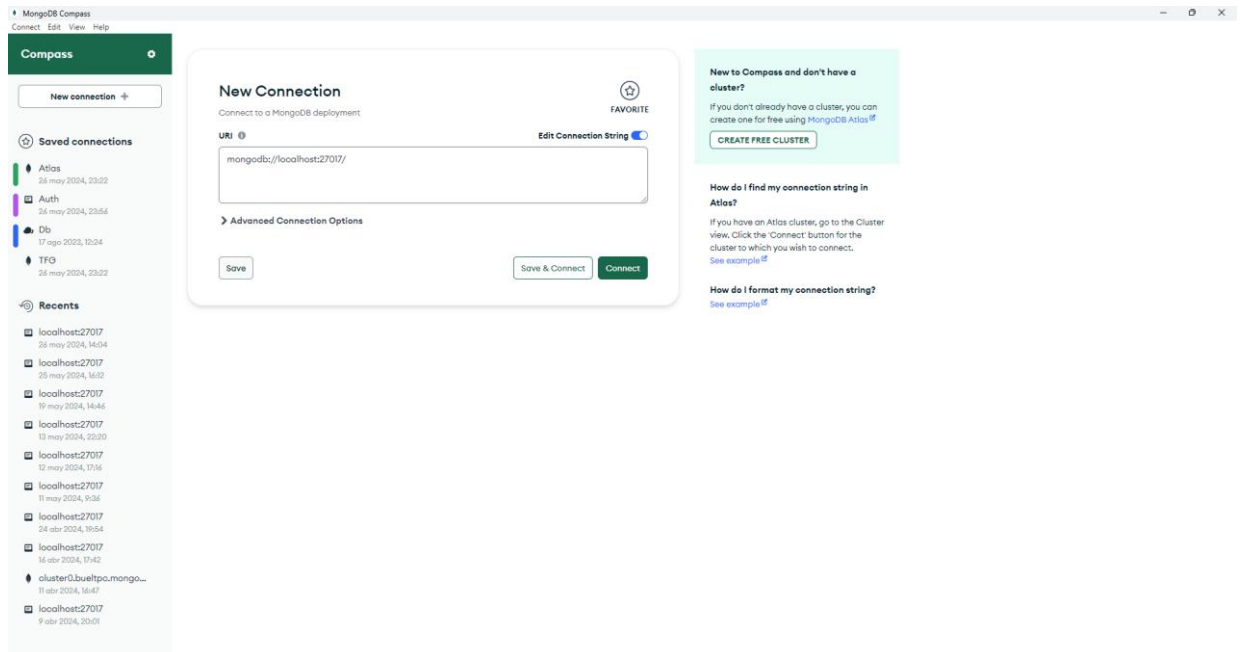 MongoDB Compass
Connect Edit View Help
Compass
New connection +
Saved connections
Atlas
26 may 2024, 23:22
Auth
26 may 2024, 23:56
Db
17 ago 2023, 12:24
TFG
26 may 2024, 23:22
Recents
localhost:27017
26 may 2024, 14:04
localhost:27017
25 may 2024, 16:12
localhost:27017
19 may 2024, 14:46
localhost:27017
13 may 2024, 22:20
localhost:27017
12 may 2024, 17:16
localhost:27017
11 may 2024, 9:36
localhost:27017
24 abr 2024, 19:54
localhost:27017
16 abr 2024, 17:42
cluster0.bueltpc.mongo...
11 abr 2024, 16:47
localhost:27017
9 abr 2024, 20:01
New Connection
Connect to a MongoDB deployment
FAVORITE
URI
Edit Connection String
mongodb://localhost:27017/
Advanced Connection Options
Save
Save & Connect
Connect
New to Compass and don't have a
cluster?
If you don't already have a cluster, you can
create one for free using MongoDB Atlas
CREATE FREE CLUSTER
How do I find my connection string in
Atlas?
If you have an Atlas cluster, go to the Cluster
view. Click the 'Connect' button for the
cluster to which you wish to connect.
See example
How do I format my connection string?
See example